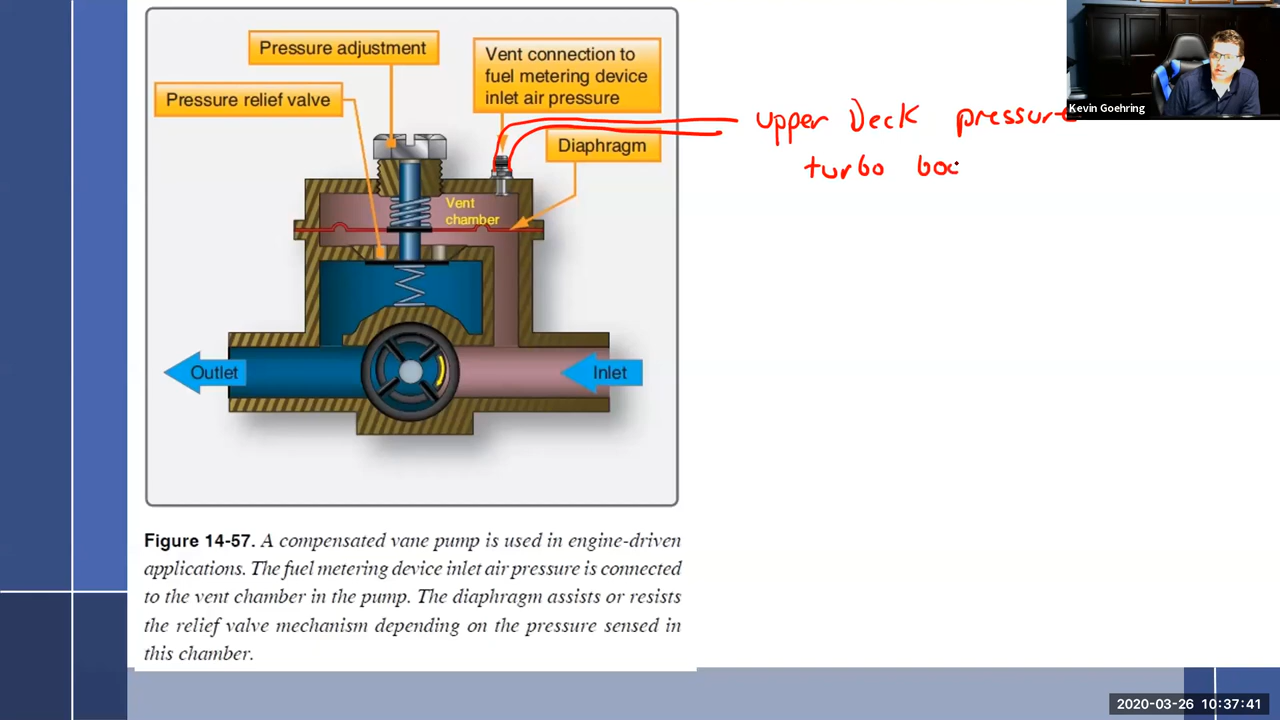 Pressure adjustment
Pressure relief valve
Vent connection to
fuel metering device
inlet air pressure
Diaphragm
Vent
chamber
Outlet
Inlet
upper Deck pressure
turbo boo
Kevin Goehring
Figure 14-57. A compensated vane pump is used in engine-driven
applications. The fuel metering device inlet air pressure is connected
to the vent chamber in the pump. The diaphragm assists or resists
the relief valve mechanism depending on the pressure sensed in
this chamber.
2020-03-26 10:37:41